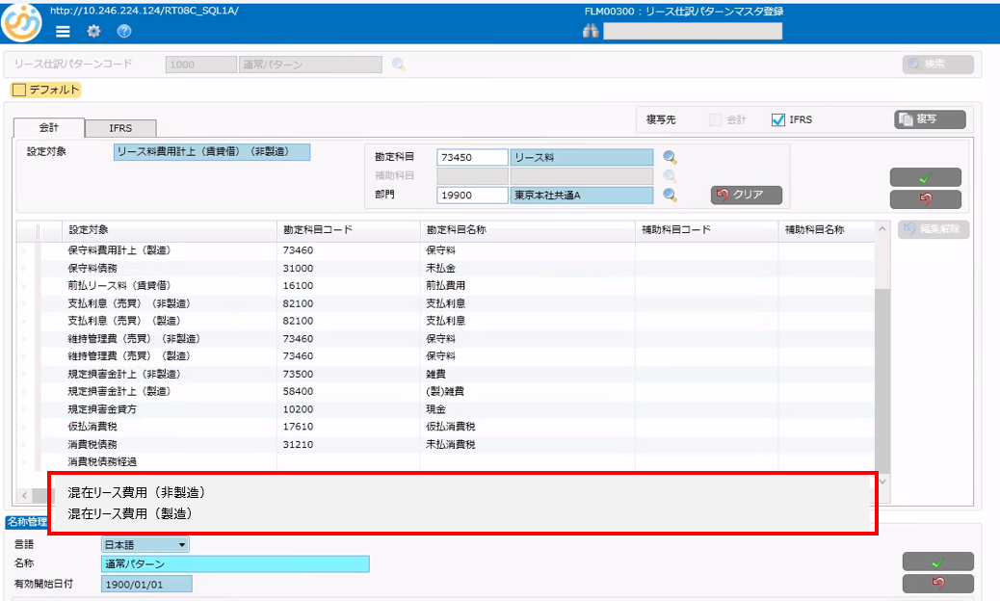 http://10.246.224.124/RT08C_SQL1A/
FLM00300 : リース仕訳パターンマスタ登録
リース仕訳パターンコード 1000 通常パターン 検索
デフォルト
会計 IFRS
複写先 会計 IFRS 複写
設定対象 リース料費用計上（賃貸借）（非製造）
勘定科目 73450 リース料
補助科目
部門 19900 東京本社共通A クリア
編集解除
設定対象 勘定科目コード 勘定科目名称 補助科目コード 補助科目名称
保守料費用計上（製造） 73460 保守料
保守料債務 31000 未払金
前払リース料（賃貸借） 16100 前払費用
支払利息（売買）（非製造） 82100 支払利息
支払利息（売買）（製造） 82100 支払利息
維持管理費（売買）（非製造） 73460 保守料
維持管理費（売買）（製造） 73460 保守料
規定損害金計上（非製造） 73500 雑費
規定損害金計上（製造） 58400 (製)雑費
規定損害金貸方 10200 現金
仮払消費税 17610 仮払消費税
消費税債務 31210 未払消費税
消費税債務経過
混在リース費用（非製造）
混在リース費用（製造）
名称管理
言語 日本語
名称 通常パターン
有効開始日付 1900/01/01